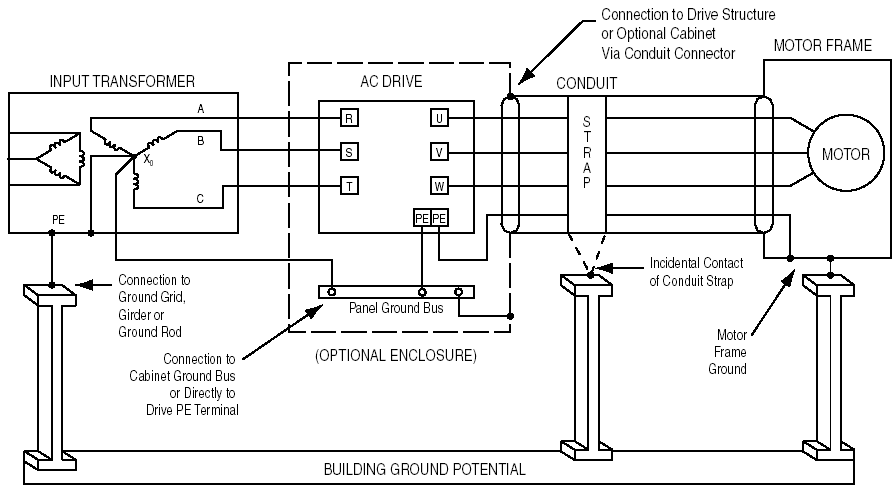 Connection to Drive Structure
or Optional Cabinet
Via Conduit Connector
MOTOR FRAME
INPUT TRANSFORMER
AC DRIVE
CONDUIT
A
B
C
X0
PE
R
S
T
U
V
W
PE PE
STRAP
MOTOR
Connection to
Ground Grid,
Girder or
Ground Rod
Panel Ground Bus
(OPTIONAL ENCLOSURE)
Connection to
Cabinet Ground Bus
or Directly to
Drive PE Terminal
Incidental Contact
of Conduit Strap
Motor
Frame
Ground
BUILDING GROUND POTENTIAL